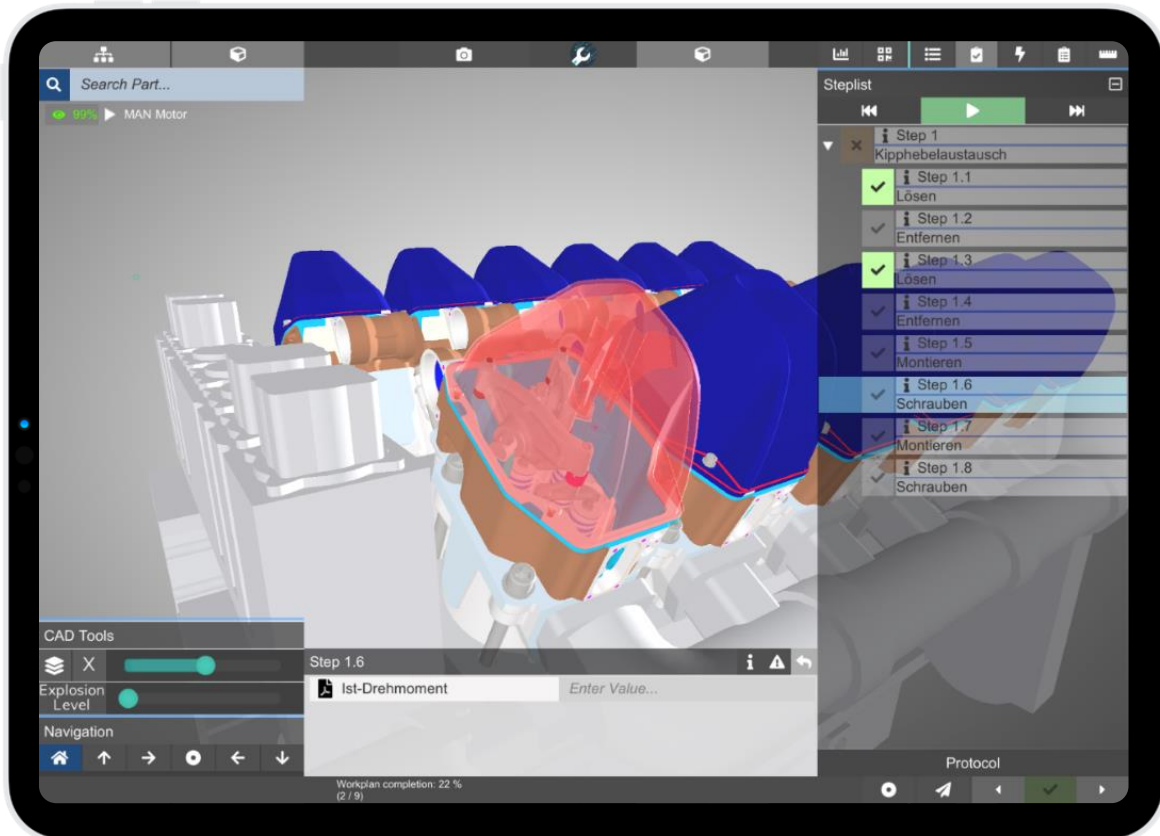 Search Part...
99% MAN Motor
Steplist
Step 1
Kipphebelaustausch
Step 1.1
Lösen
Step 1.2
Entfernen
Step 1.3
Lösen
Step 1.4
Entfernen
Step 1.5
Montieren
Step 1.6
Schrauben
Step 1.7
Montieren
Step 1.8
Schrauben
CAD Tools
X
Explosion
Level
Navigation
Step 1.6
Ist-Drehmoment Enter Value...
Workplan completion: 22 %
(2 / 9)
Protocol